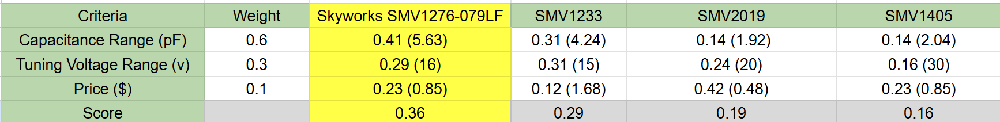 Criteria Weight Skyworks SMV1276-079LF SMV1233 SMV2019 SMV1405
Capacitance Range (pF) 0.6 0.41 (5.63) 0.31 (4.24) 0.14 (1.92) 0.14 (2.04)
Tuning Voltage Range (v) 0.3 0.29 (16) 0.31 (15) 0.24 (20) 0.16 (30)
Price ($) 0.1 0.23 (0.85) 0.12 (1.68) 0.42 (0.48) 0.23 (0.85)
Score 0.36 0.29 0.19 0.16